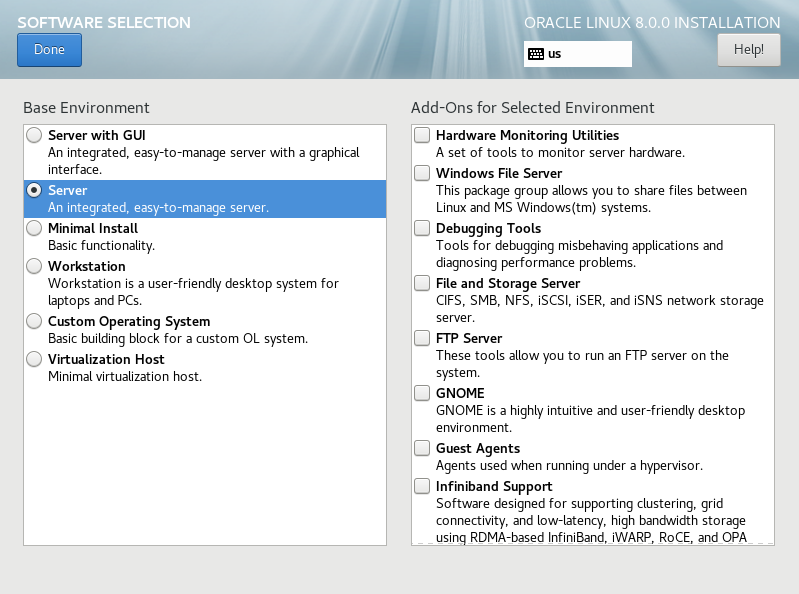 SOFTWARE SELECTION
ORACLE LINUX 8.0.0 INSTALLATION
Done
us
Help!
Base Environment
Server with GUI
An integrated, easy-to-manage server with a graphical
interface.
Server
An integrated, easy-to-manage server.
Minimal Install
Basic functionality.
Workstation
Workstation is a user-friendly desktop system for
laptops and PCs.
Custom Operating System
Basic building block for a custom OL system.
Virtualization Host
Minimal virtualization host.
Add-Ons for Selected Environment
Hardware Monitoring Utilities
A set of tools to monitor server hardware.
Windows File Server
This package group allows you to share files between
Linux and MS Windows(tm) systems.
Debugging Tools
Tools for debugging misbehaving applications and
diagnosing performance problems.
File and Storage Server
CIFS, SMB, NFS, iSCSI, iSER, and iSNS network storage
server.
FTP Server
These tools allow you to run an FTP server on the
system.
GNOME
GNOME is a highly intuitive and user-friendly desktop
environment.
Guest Agents
Agents used when running under a hypervisor.
Infiniband Support
Software designed for supporting clustering, grid
connectivity, and low-latency, high bandwidth storage
using RDMA-based InfiniBand, iWARP, RoCE, and OPA